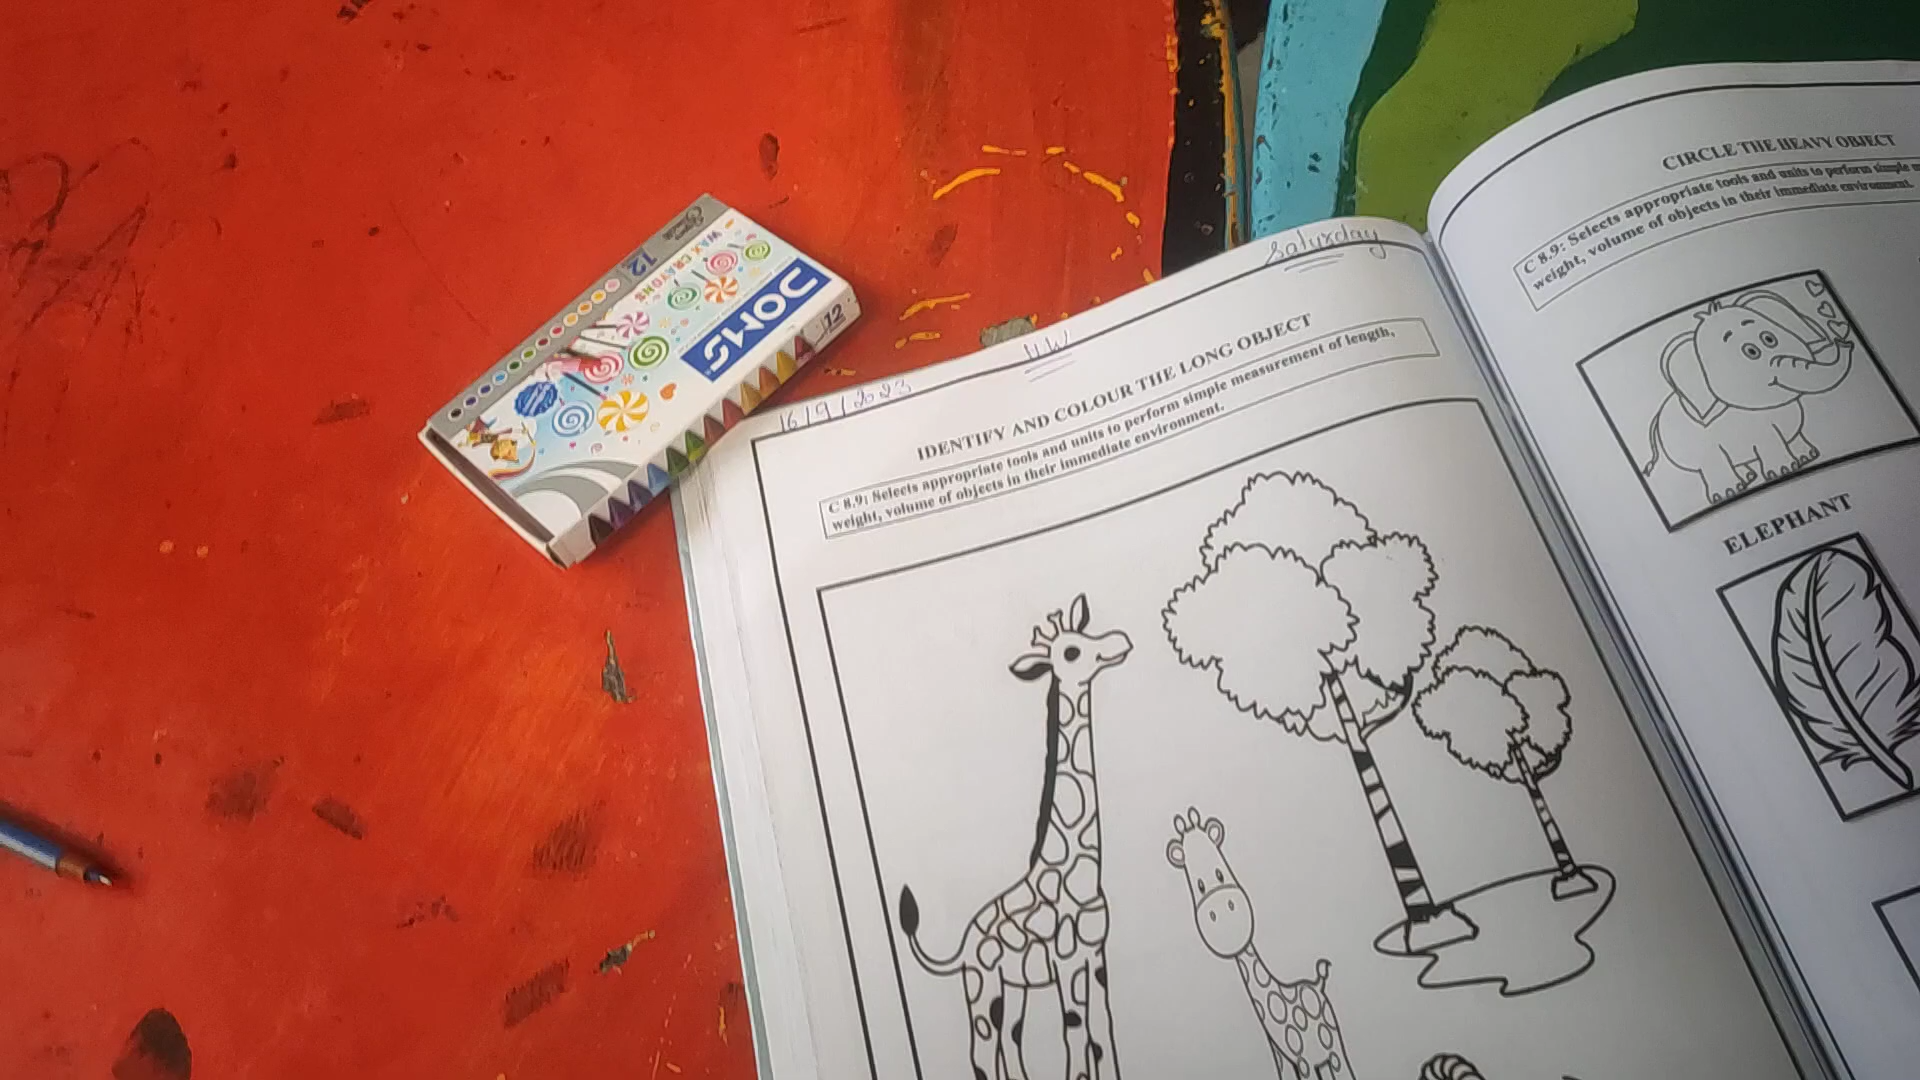 DOMS
WAX CRAYONS
12
12
Saturday
16/9/2023
H.W
IDENTIFY AND COLOUR THE LONG OBJECT
C 8.9: Selects appropriate tools and units to perform simple measurement of length,
weight, volume of objects in their immediate environment.
CIRCLE THE HEAVY OBJECT
C 8.9: Selects appropriate tools and units to perform simple
weight, volume of objects in their immediate environment.
ELEPHANT